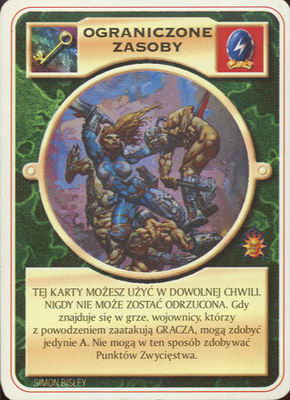 OGRANICZONE
ZASOBY
TEJ KARTY MOŻESZ UŻYĆ W DOWOLNEJ CHWILI.
NIGDY NIE MOŻE ZOSTAĆ ODRZUCONA. Gdy
znajduje się w grze, wojownicy, którzy
z powodzeniem zaatakują GRACZA, mogą zdobyć
jedynie A. Nie mogą w ten sposób zdobywać
Punktów Zwycięstwa.
SIMON BISLEY